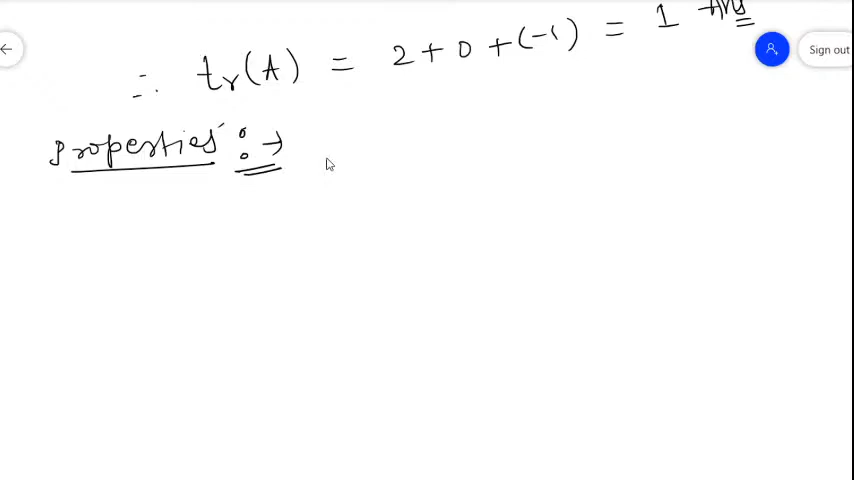 ∴ tr(A) = 2 + 0 + (-1) = 1 Ans
Properties :→
Sign out